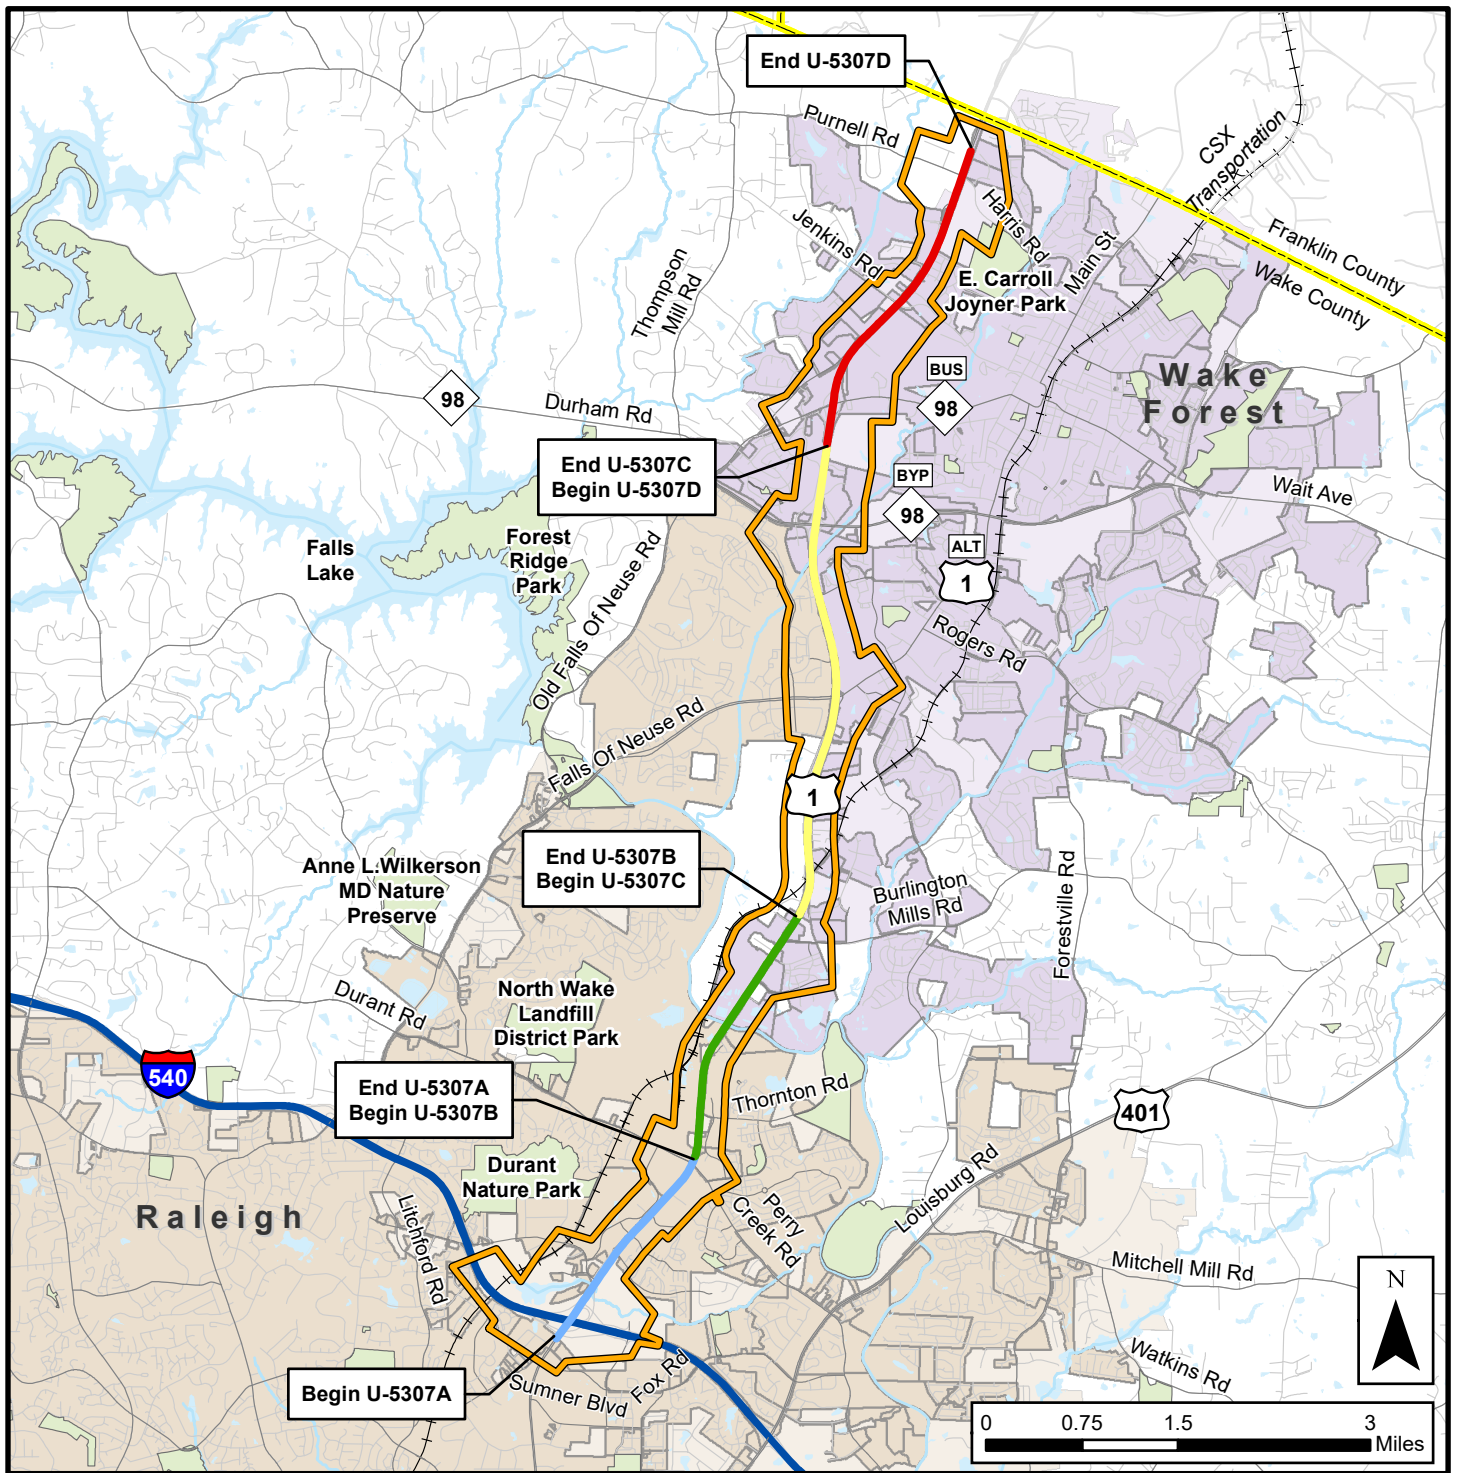 End U-5307D
Purnell Rd
CSX
Transportation
Jenkins Rd
Harris Rd
Main St
Franklin County
Wake County
Thompson
Mill Rd
E. Carroll
Joyner Park
BUS
98
Wake
Forest
98
Durham Rd
End U-5307C
Begin U-5307D
BYP
98
Wait Ave
Falls
Lake
Forest
Ridge
Park
Old Falls Of Neuse Rd
ALT
1
Rogers Rd
Falls Of Neuse Rd
1
End U-5307B
Begin U-5307C
Anne L.Wilkerson
MD Nature
Preserve
Burlington
Mills Rd
Forestville Rd
Durant Rd
North Wake
Landfill
District Park
540
End U-5307A
Begin U-5307B
Thornton Rd
401
Durant
Nature Park
Raleigh
Litchford Rd
Perry
Creek Rd
Louisburg Rd
Mitchell Mill Rd
N
Begin U-5307A
Sumner Blvd
Fox Rd
Watkins Rd
0 0.75 1.5 3
Miles